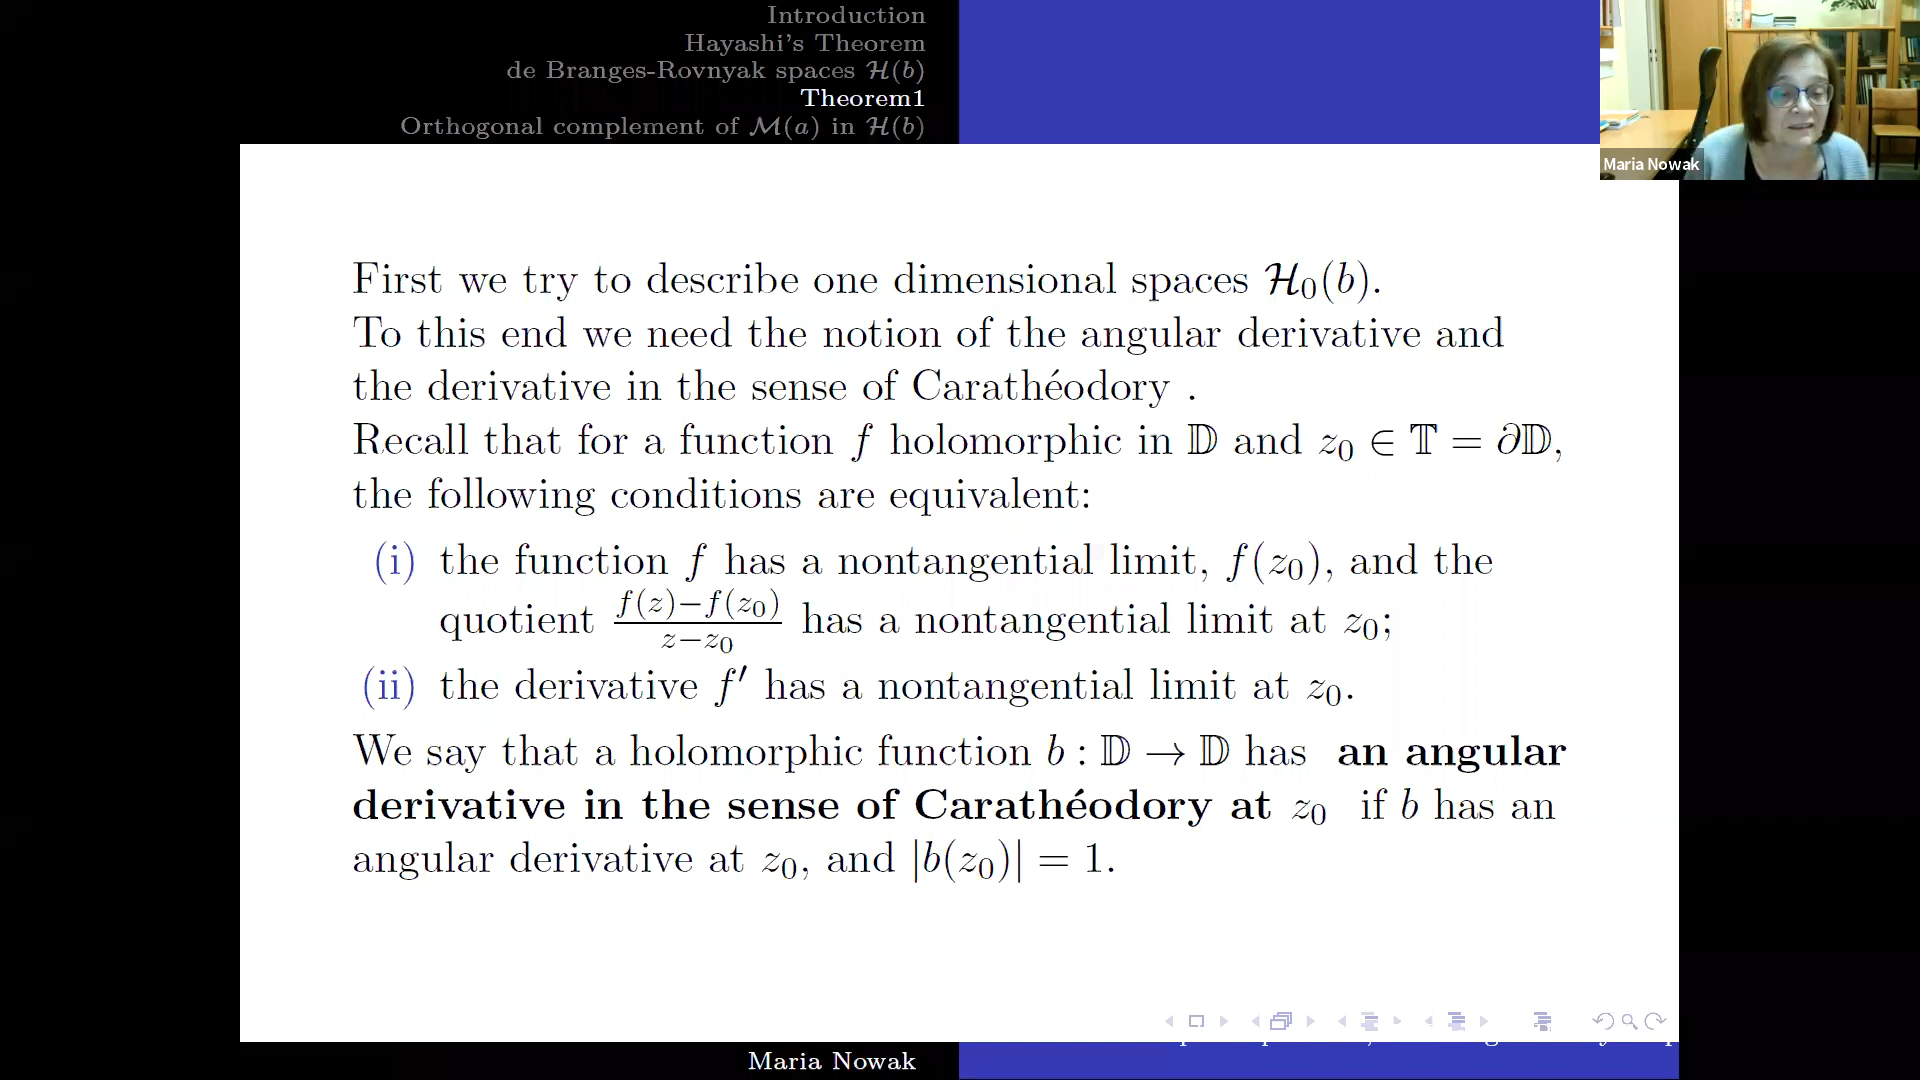 Introduction
Hayashi's Theorem
de Branges-Rovnyak spaces ℋ(b)
Theorem1
Orthogonal complement of ℳ(a) in ℋ(b)
Maria Nowak
First we try to describe one dimensional spaces ℋ₀(b).
To this end we need the notion of the angular derivative and
the derivative in the sense of Carathéodory .
Recall that for a function f holomorphic in 𝔻 and z₀ ∈ 𝕋 = ∂𝔻,
the following conditions are equivalent:
(i) the function f has a nontangential limit, f(z₀), and the
quotient \frac{f(z)−f(z₀)}{z−z₀} has a nontangential limit at z₀;
(ii) the derivative f′ has a nontangential limit at z₀.
We say that a holomorphic function b : 𝔻 → 𝔻 has an angular
derivative in the sense of Carathéodory at z₀ if b has an
angular derivative at z₀, and |b(z₀)| = 1.
Maria Nowak